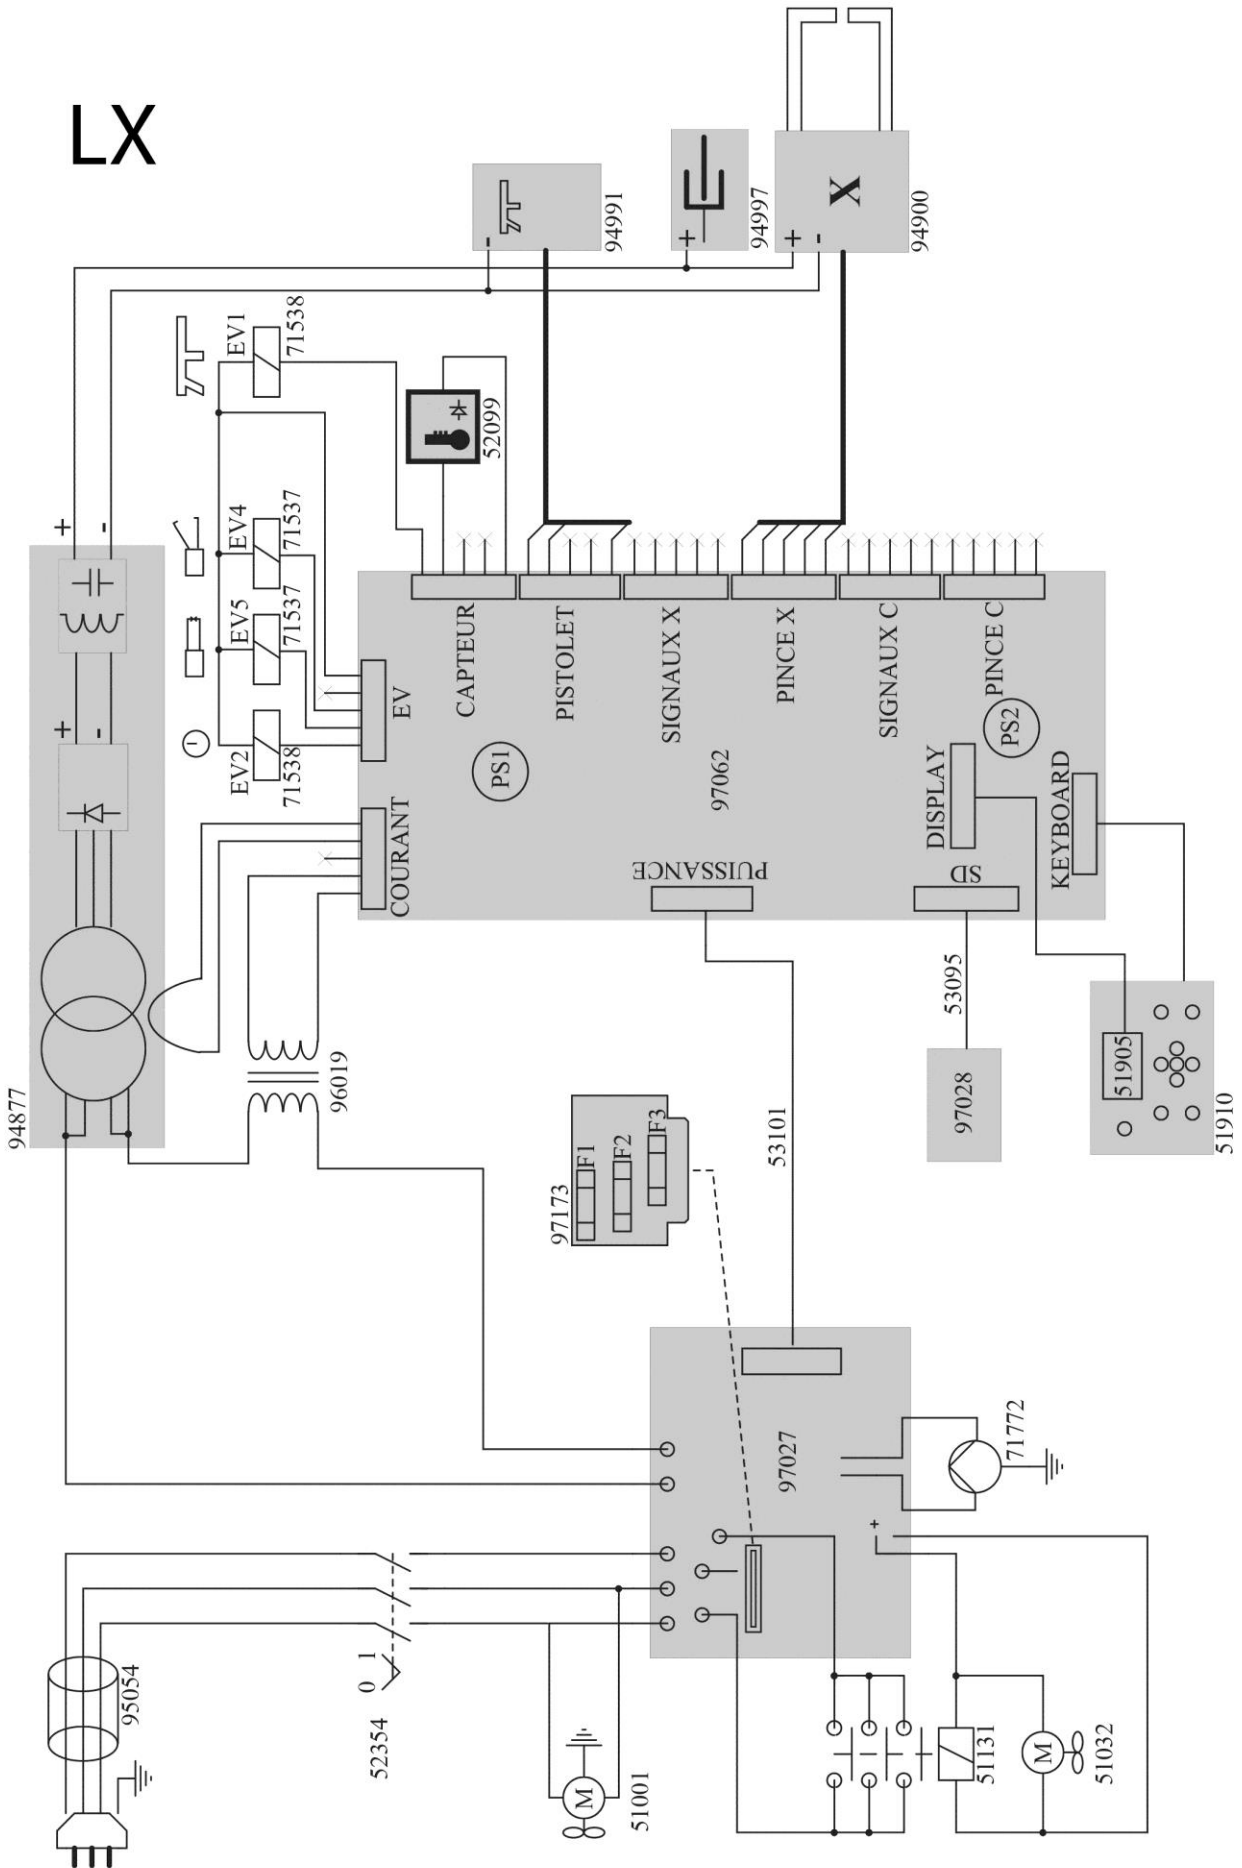 LX
94877
+
-
+
-
EV1
71538
EV4
71537
EV5
71537
EV2
71538
52099
-
94991
+
94997
+
-
X
94900
EV
COURANT
CAPTEUR
PISTOLET
SIGNAUX X
PINCE X
SIGNAUX C
PINCE C
PS1
97062
PS2
PUISSANCE
DISPLAY
SD
KEYBOARD
96019
53095
97028
51905
51910
53101
97173
F1
F2
F3
97027
+
71772
95054
0 1
52354
M
51001
51131
M
51032